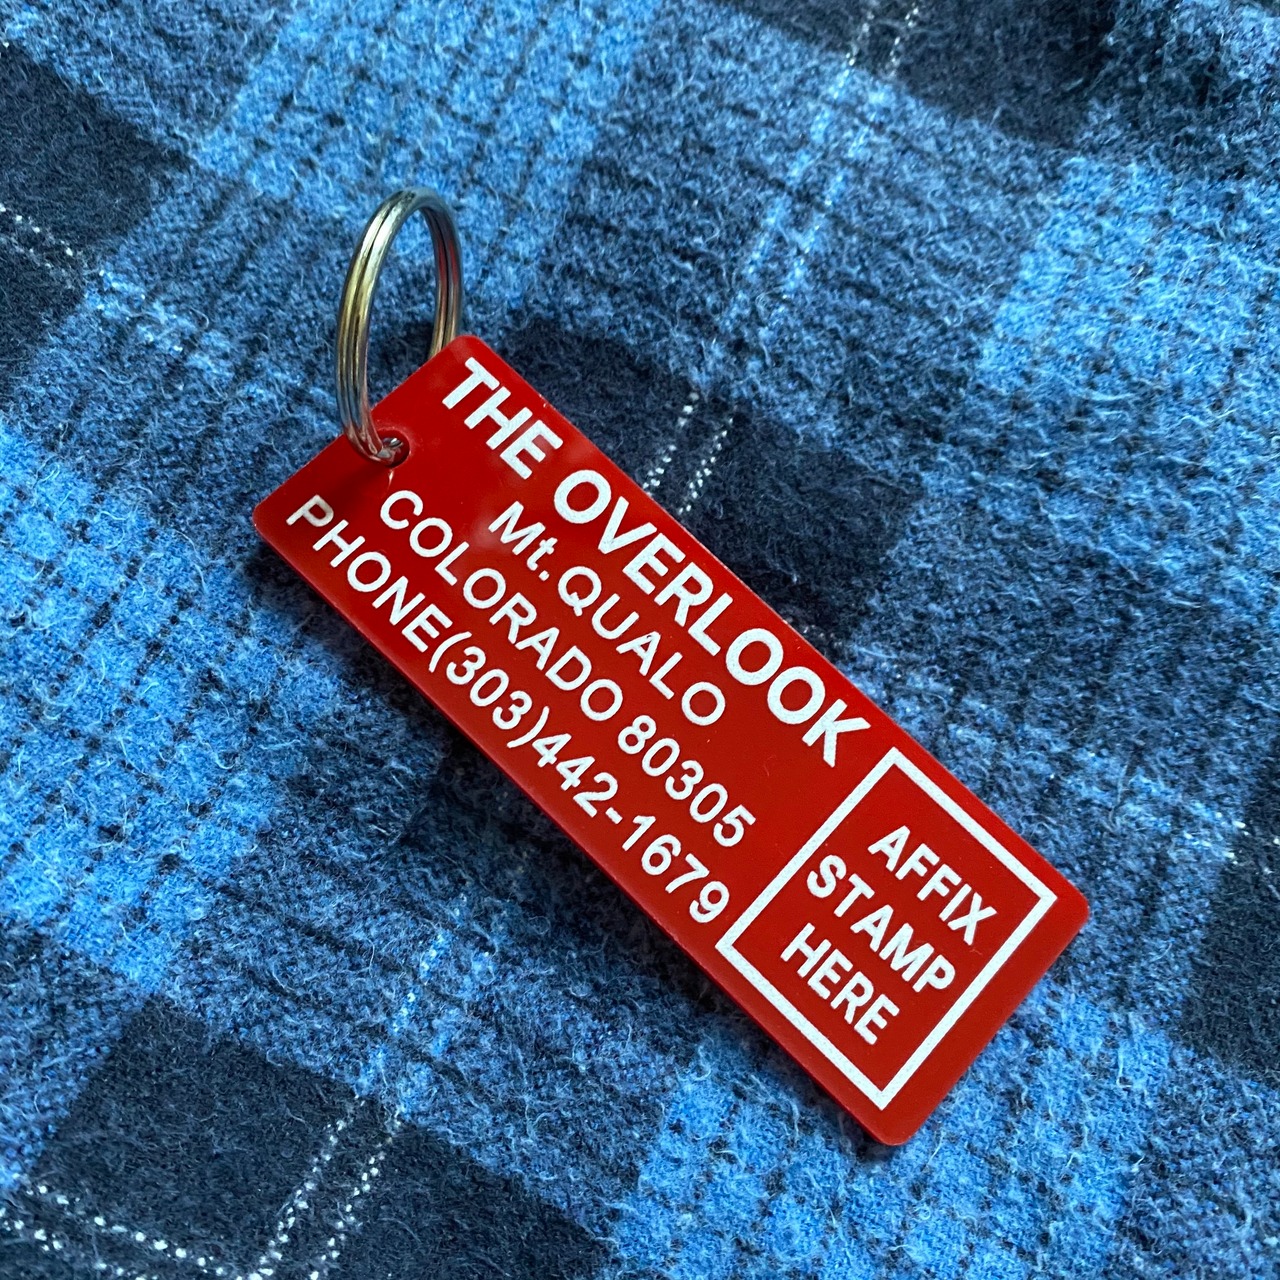 THE OVERLOOK
Mt.QUALO
COLORADO 80305
PHONE(303)442-1679
AFFIX
STAMP
HERE